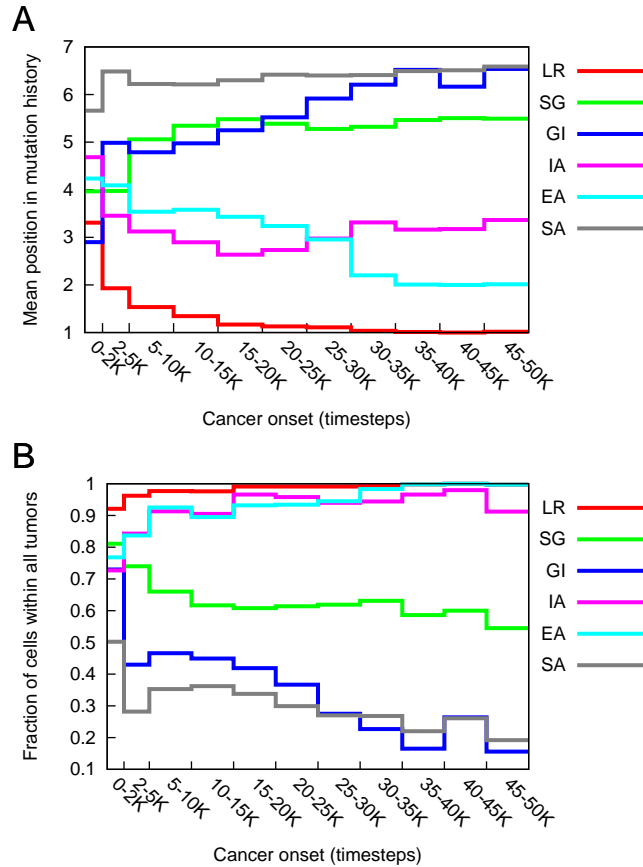 A
7
6
5
4
3
2
1
Mean position in mutation history
LR
SG
GI
IA
EA
SA
0-2K
2-5K
5-10K
10-15K
15-20K
20-25K
25-30K
30-35K
35-40K
40-45K
45-50K
Cancer onset (timesteps)
B
1
0.9
0.8
0.7
0.6
0.5
0.4
0.3
0.2
0.1
Fraction of cells within all tumors
LR
SG
GI
IA
EA
SA
0-2K
2-5K
5-10K
10-15K
15-20K
20-25K
25-30K
30-35K
35-40K
40-45K
45-50K
Cancer onset (timesteps)